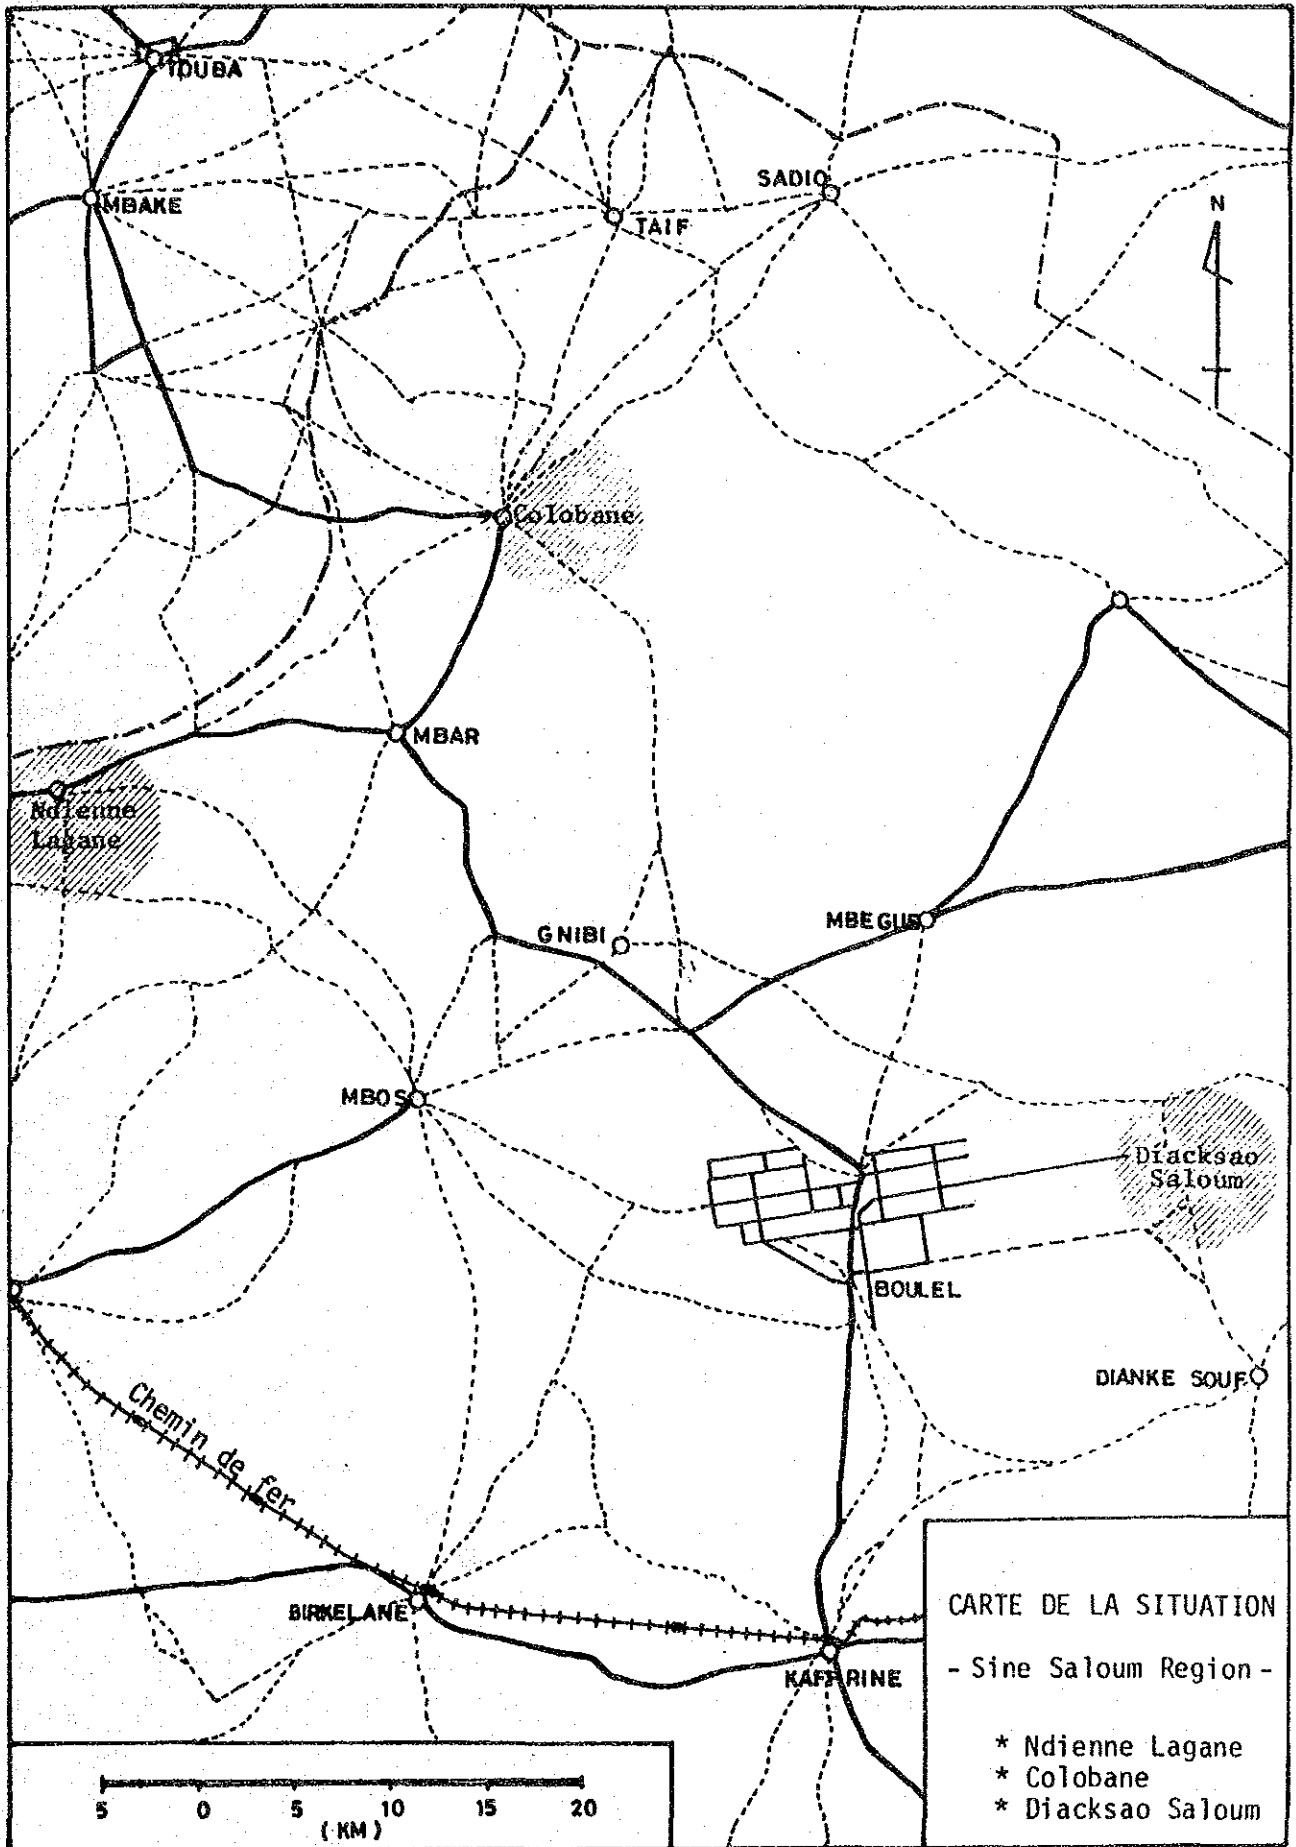 TOUBA
MBAKE
SADIO
TAIF
N
Colobane
MBAR
Ndienne
Lagane
GNIBI
MBEGUE
MBOS
Diacksao
Saloum
BOULEL
DIANKE SOUF
Chemin de fer
BIRKELANE
KAFFRINE
CARTE DE LA SITUATION
- Sine Saloum Region -
* Ndienne Lagane
* Colobane
* Diacksao Saloum
5 0 5 10 15 20
( KM )